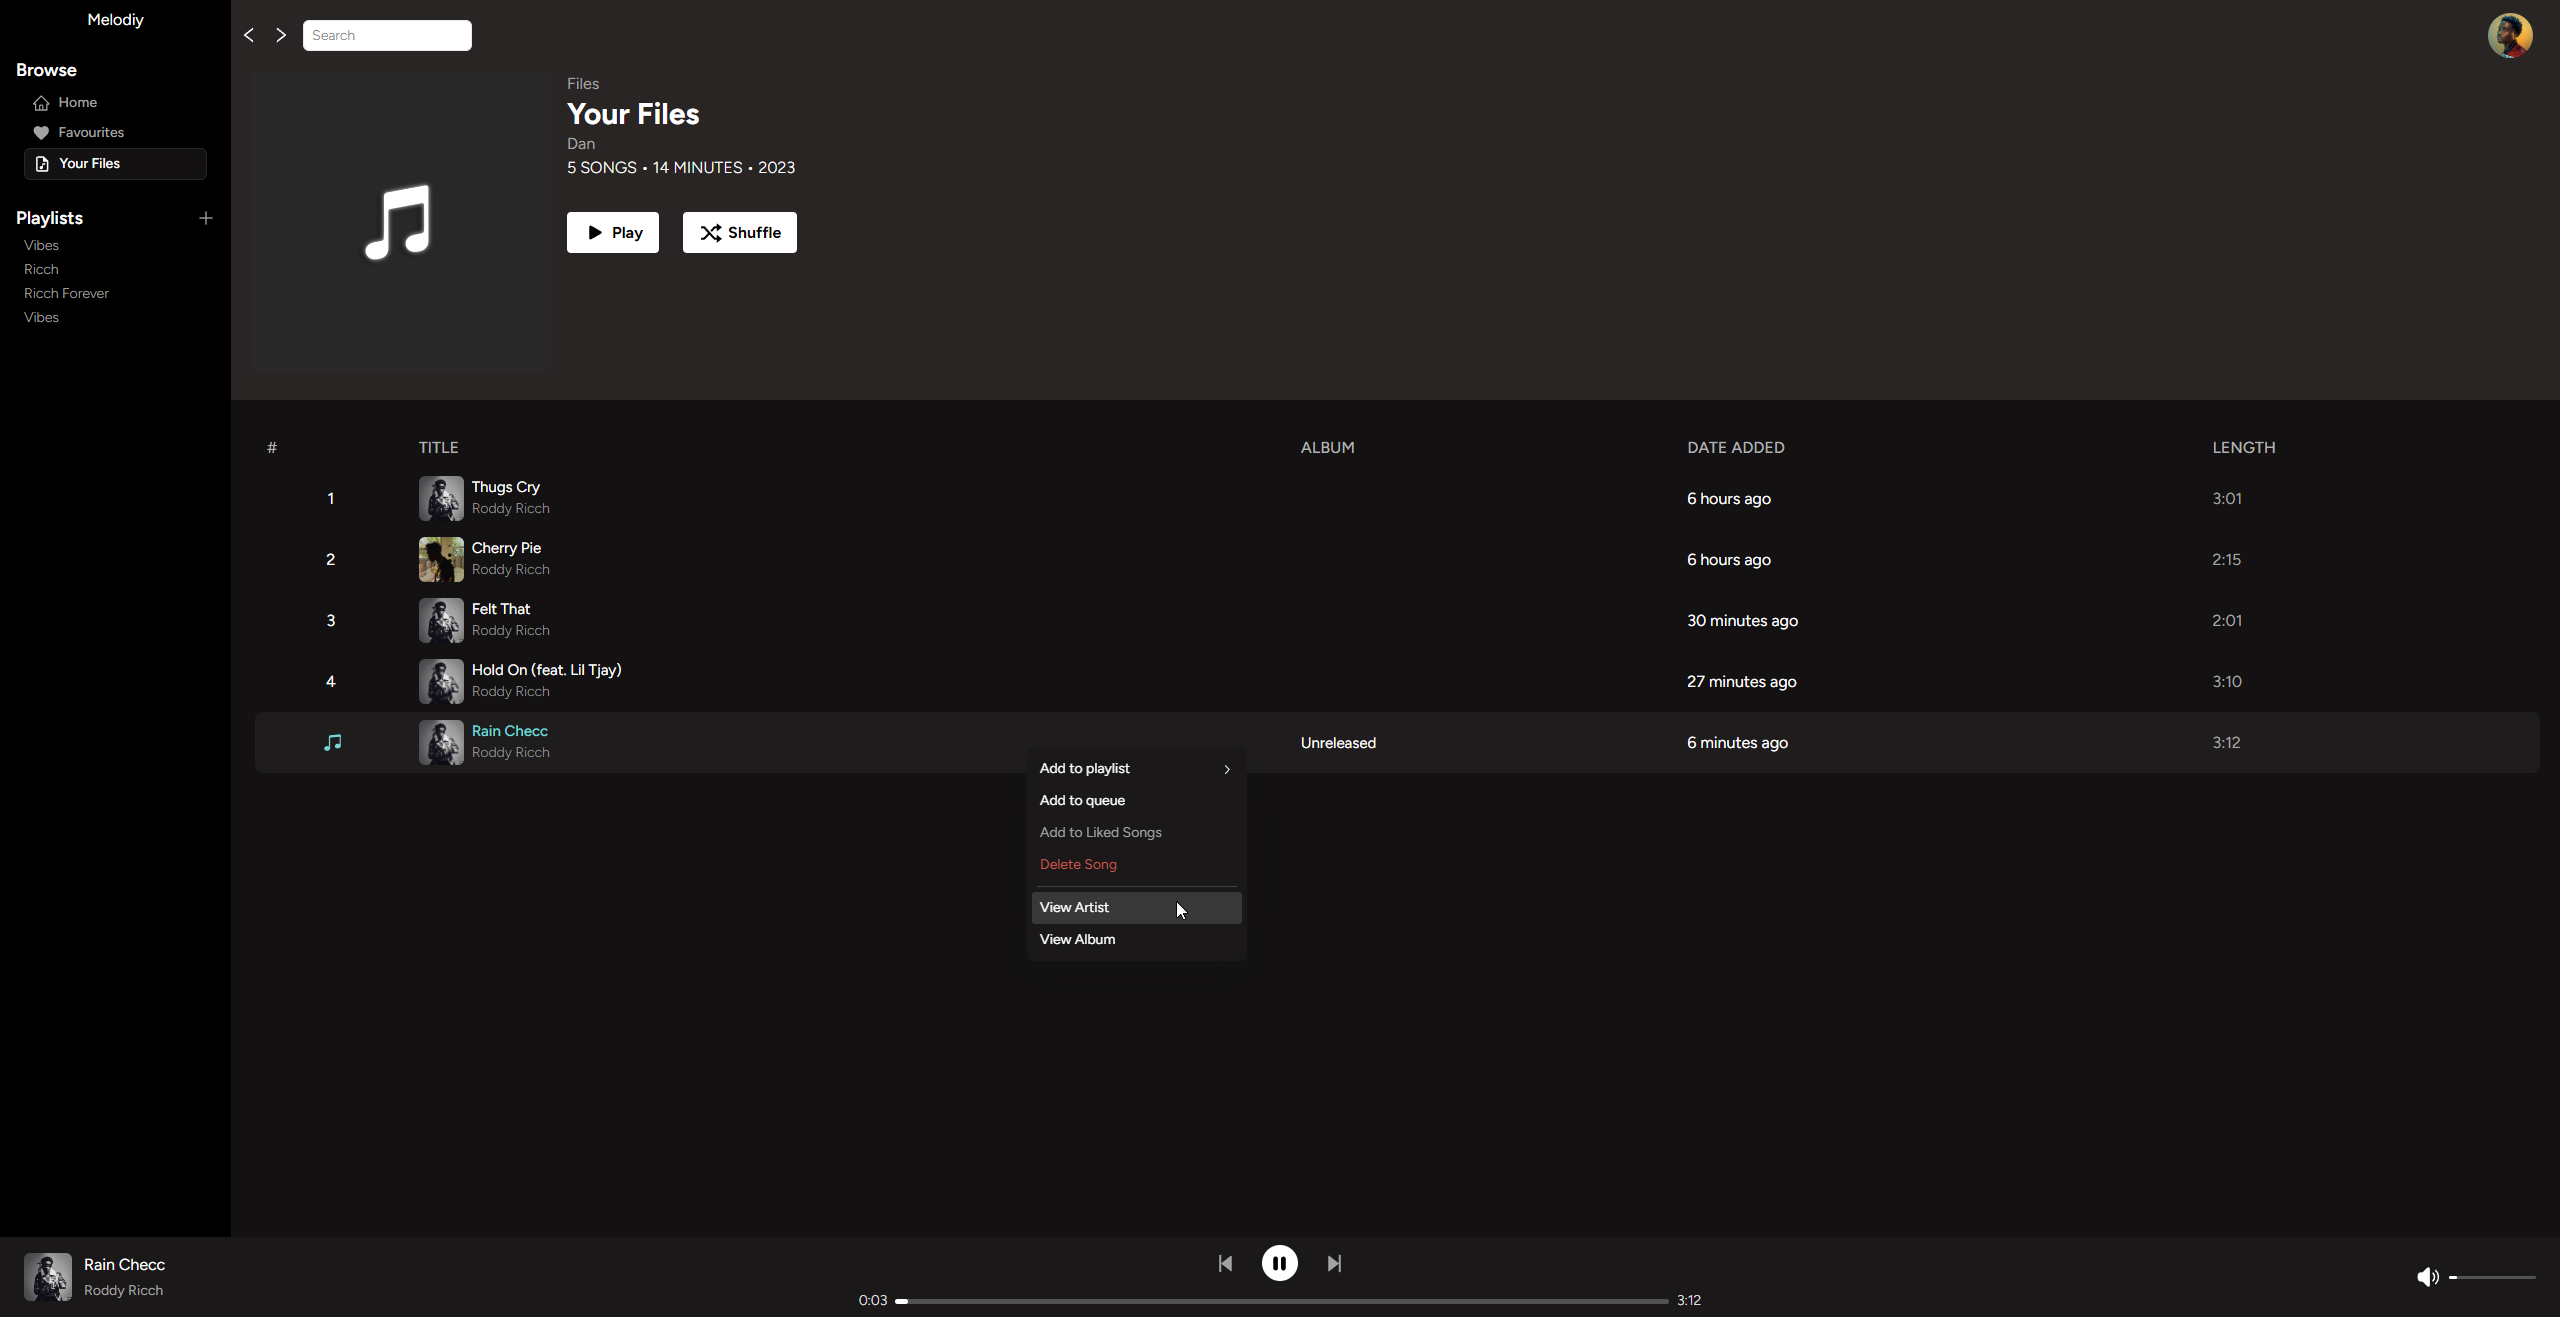 Melodiy
Browse
Home
Favourites
Your Files
Playlists
Vibes
Ricch
Ricch Forever
Vibes
Search
Files
Your Files
Dan
5 SONGS • 14 MINUTES • 2023
Play
Shuffle
# TITLE ALBUM DATE ADDED LENGTH
1 Thugs Cry 6 hours ago 3:01
Roddy Ricch
2 Cherry Pie 6 hours ago 2:15
Roddy Ricch
3 Felt That 30 minutes ago 2:01
Roddy Ricch
4 Hold On (feat. Lil Tjay) 27 minutes ago 3:10
Roddy Ricch
Rain Checc Unreleased 6 minutes ago 3:12
Roddy Ricch
Add to playlist
Add to queue
Add to Liked Songs
Delete Song
View Artist
View Album
Rain Checc
Roddy Ricch
0:03 3:12